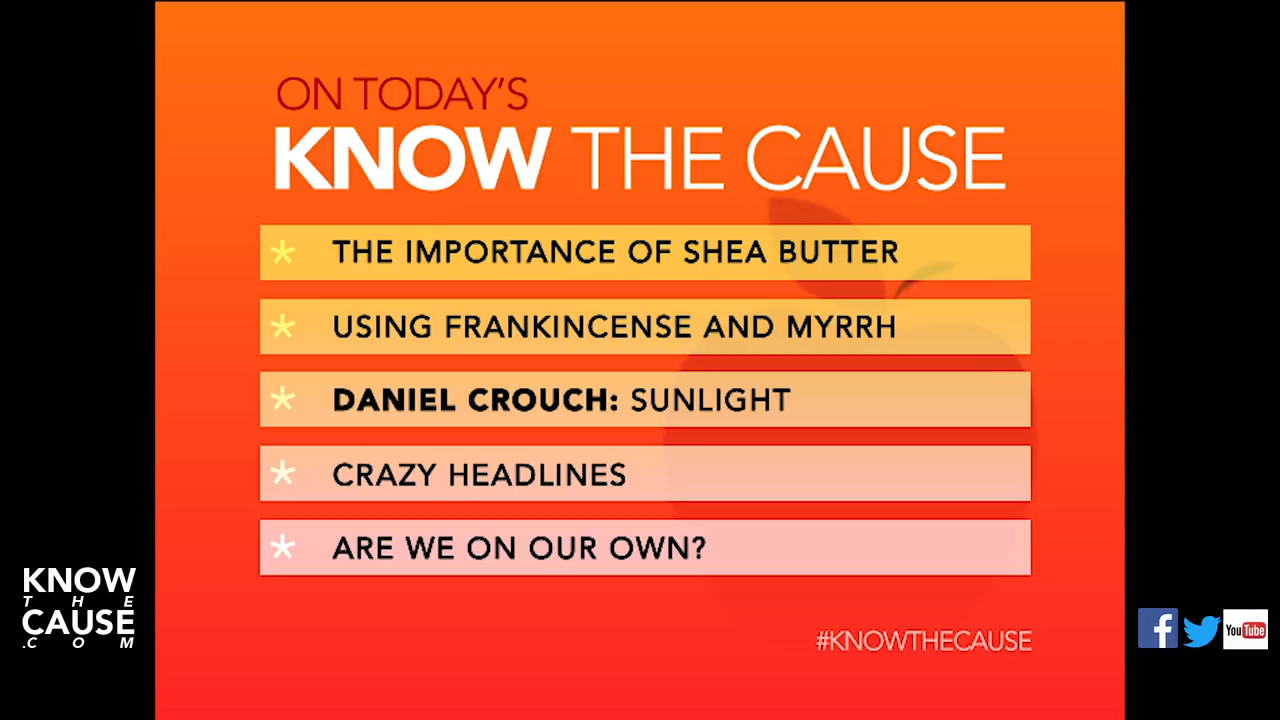 ON TODAY'S
KNOW THE CAUSE
* THE IMPORTANCE OF SHEA BUTTER
* USING FRANKINCENSE AND MYRRH
* DANIEL CROUCH: SUNLIGHT
* CRAZY HEADLINES
* ARE WE ON OUR OWN?
#KNOWTHECAUSE
KNOW
THE
CAUSE
.COM
f
YouTube